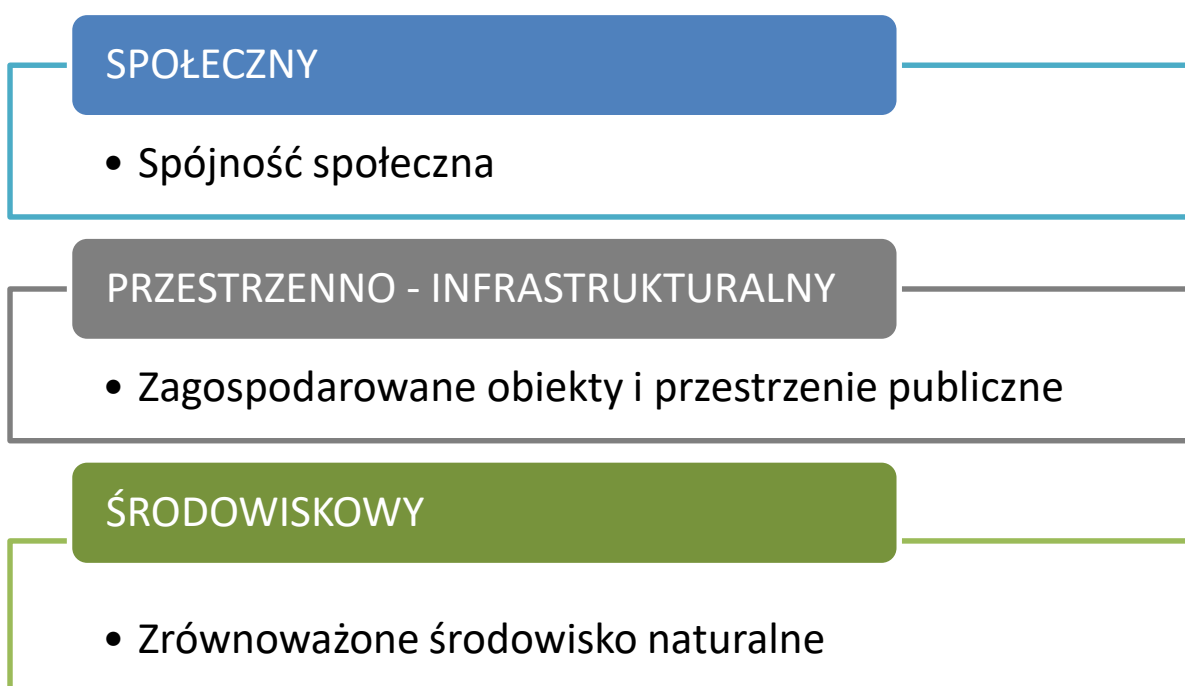 SPOŁECZNY
• Spójność społeczna
PRZESTRZENNO - INFRASTRUKTURALNY
• Zagospodarowane obiekty i przestrzenie publiczne
ŚRODOWISKOWY
• Zrównoważone środowisko naturalne